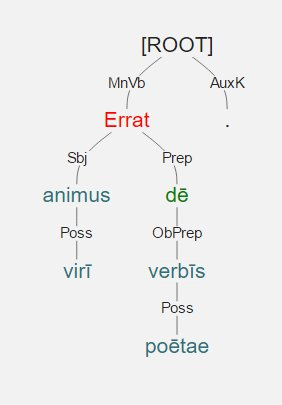 [ROOT]
MnVb AuxK
Errat .
Sbj Prep
animus dē
Poss ObPrep
virī verbīs
Poss
poētae